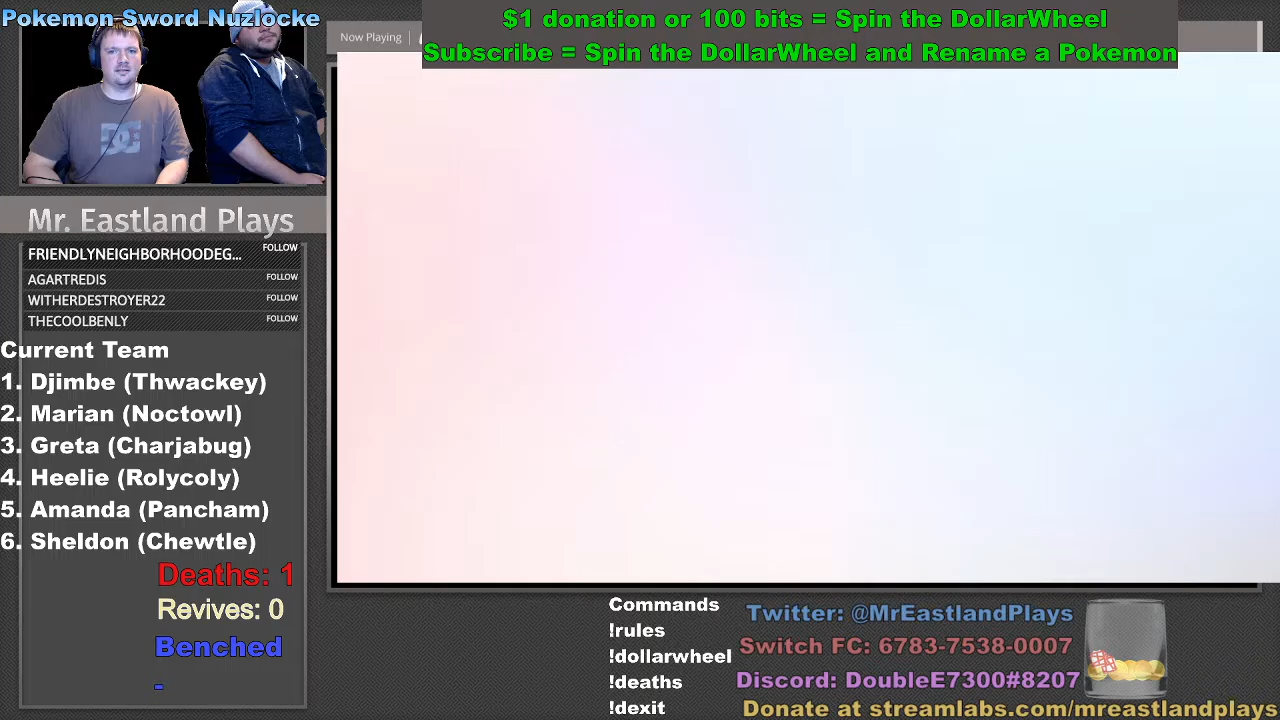 Pokemon Sword Nuzlocke
$1 donation or 100 bits = Spin the DollarWheel
Subscribe = Spin the DollarWheel and Rename a Pokemon
Now Playing
DC
Mr. Eastland Plays
FRIENDLYNEIGHBORHOODEG... FOLLOW
AGARTREDIS FOLLOW
WITHERDESTROYER22 FOLLOW
THECOOLBENLY FOLLOW
Current Team
1. Djimbe (Thwackey)
2. Marian (Noctowl)
3. Greta (Charjabug)
4. Heelie (Rolycoly)
5. Amanda (Pancham)
6. Sheldon (Chewtle)
Deaths: 1
Revives: 0
Benched
-
Commands
!rules
!dollarwheel
!deaths
!dexit
Twitter: @MrEastlandPlays
Switch FC: 6783-7538-0007
Discord: DoubleE7300#8207
Donate at streamlabs.com/mreastlandplays